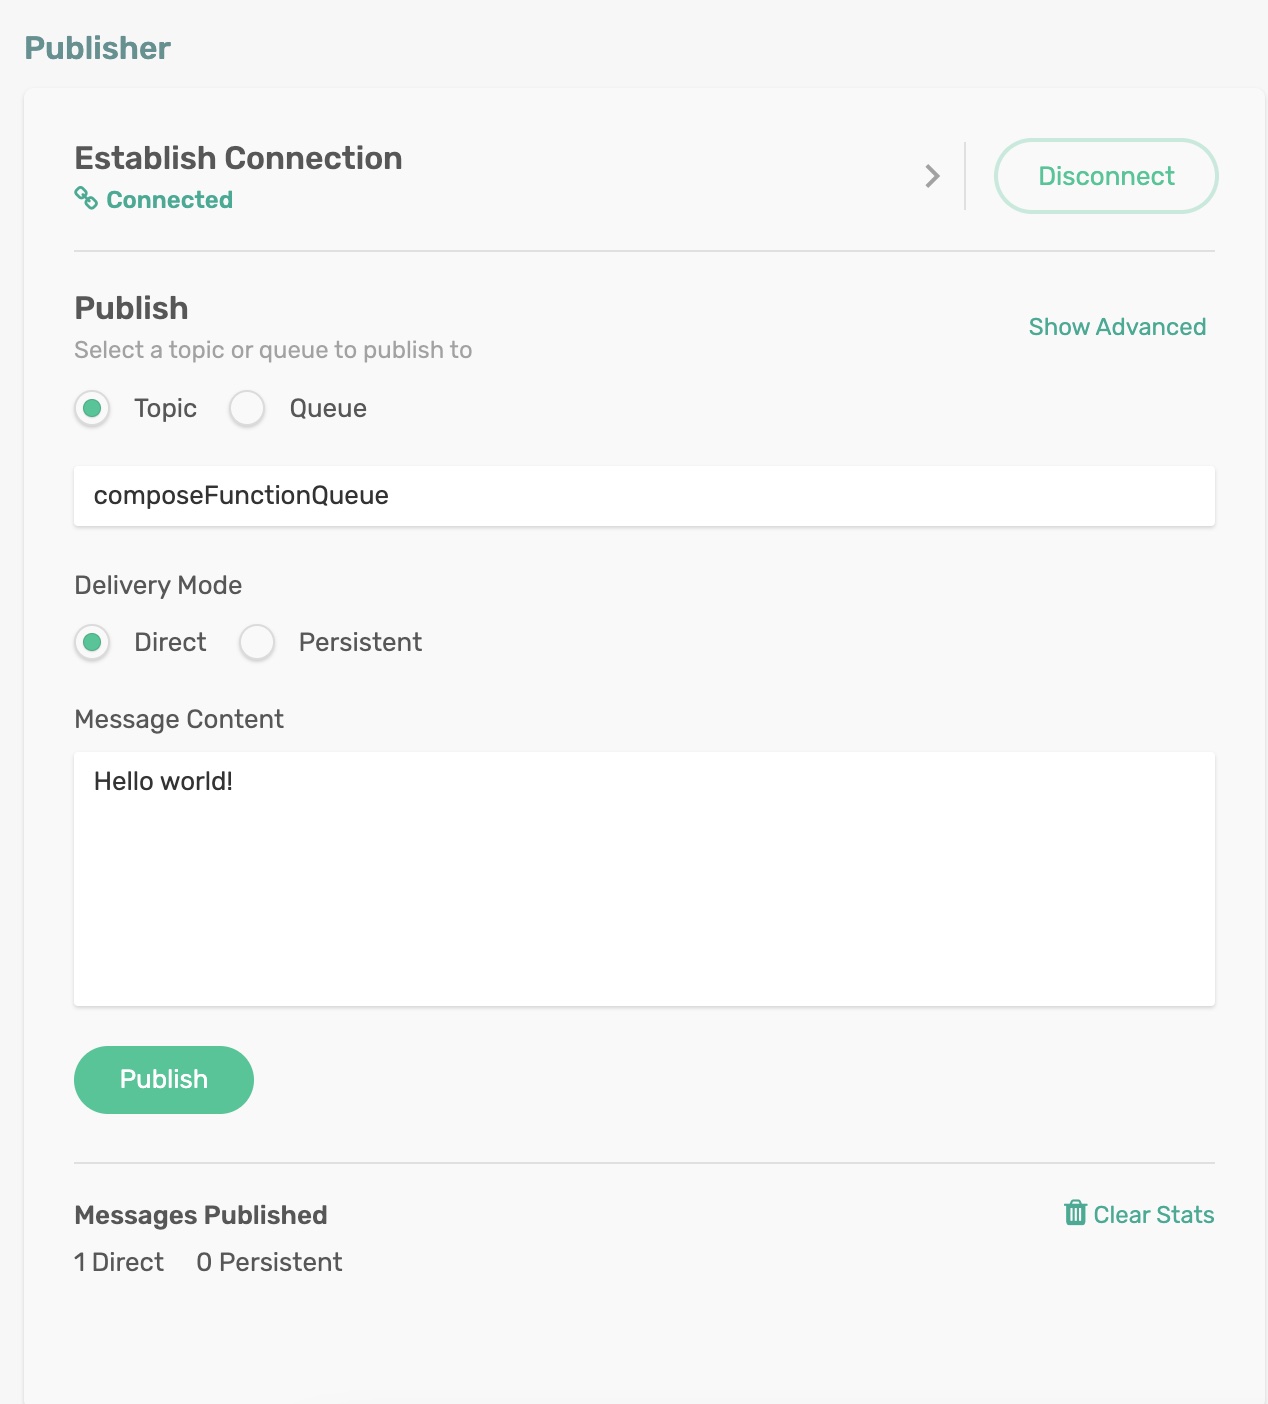 Publisher
Establish Connection
Connected
Disconnect
Publish
Select a topic or queue to publish to
Show Advanced
Topic Queue
composeFunctionQueue
Delivery Mode
Direct Persistent
Message Content
Hello world!
Publish
Messages Published
Clear Stats
1 Direct 0 Persistent